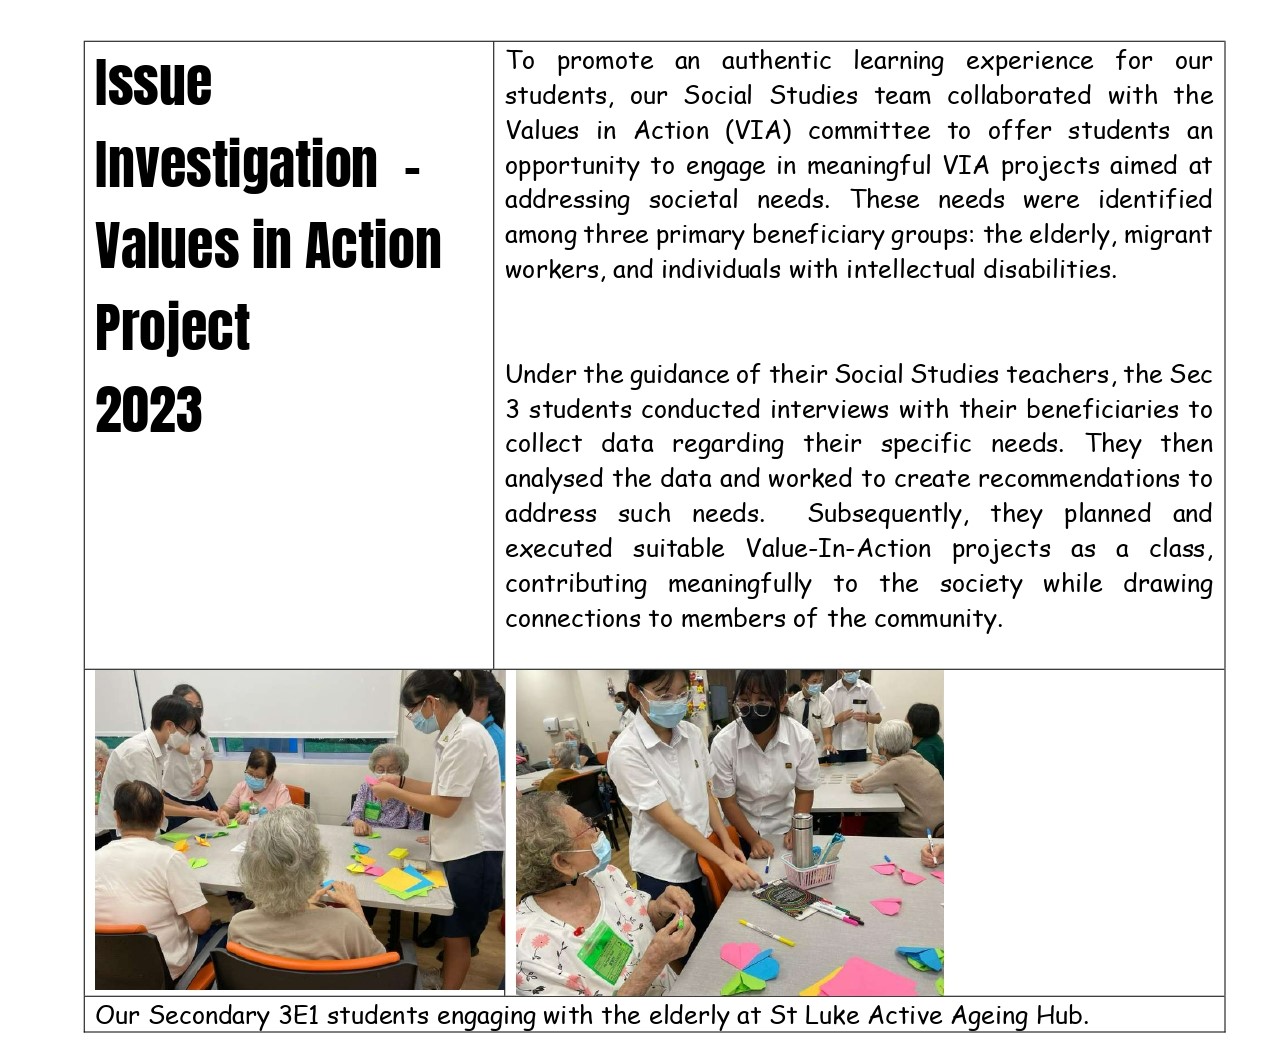 Issue
Investigation -
Values in Action
Project
2023
To promote an authentic learning experience for our
students, our Social Studies team collaborated with the
Values in Action (VIA) committee to offer students an
opportunity to engage in meaningful VIA projects aimed at
addressing societal needs. These needs were identified
among three primary beneficiary groups: the elderly, migrant
workers, and individuals with intellectual disabilities.
Under the guidance of their Social Studies teachers, the Sec
3 students conducted interviews with their beneficiaries to
collect data regarding their specific needs. They then
analysed the data and worked to create recommendations to
address such needs. Subsequently, they planned and
executed suitable Value-In-Action projects as a class,
contributing meaningfully to the society while drawing
connections to members of the community.
Our Secondary 3E1 students engaging with the elderly at St Luke Active Ageing Hub.